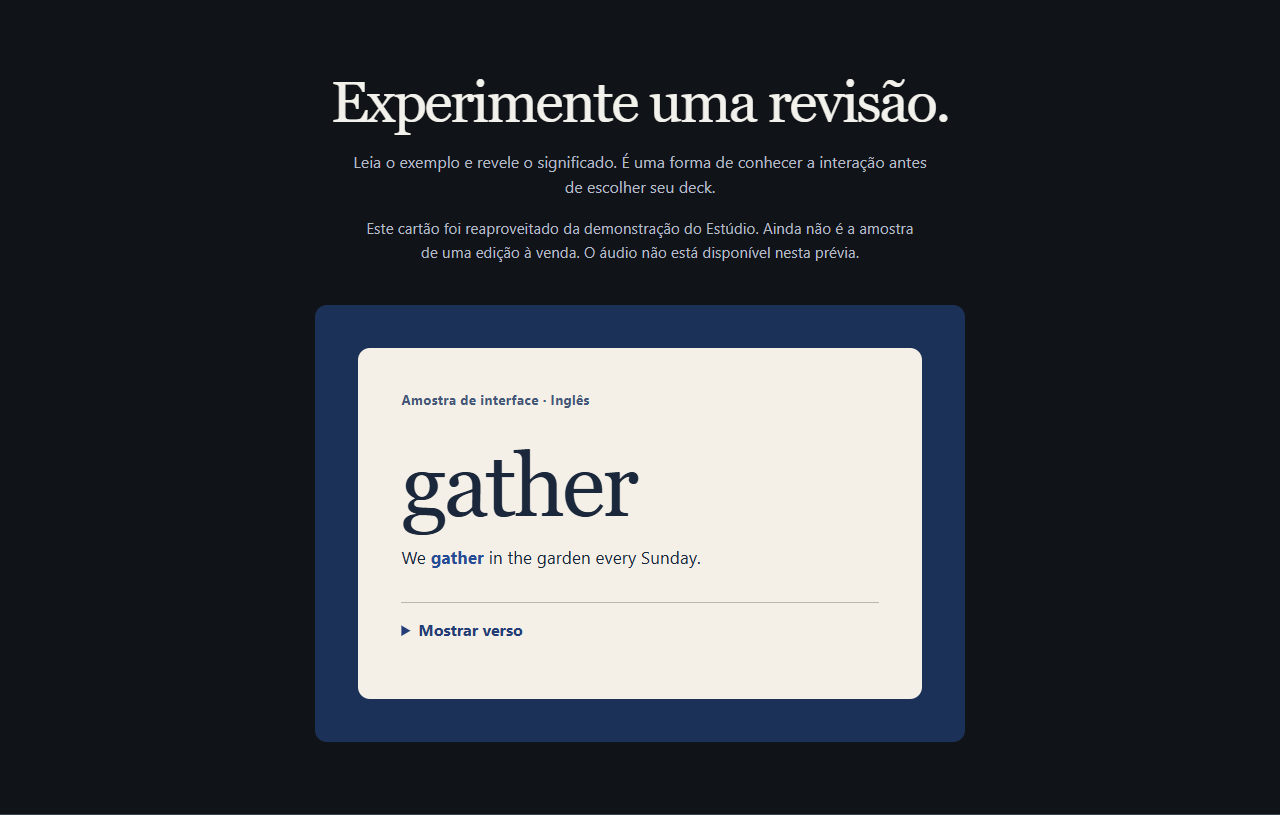 Experimente uma revisão.
Leia o exemplo e revele o significado. É uma forma de conhecer a interação antes
de escolher seu deck.
Este cartão foi reaproveitado da demonstração do Estúdio. Ainda não é a amostra
de uma edição à venda. O áudio não está disponível nesta prévia.
Amostra de interface · Inglês
gather
We gather in the garden every Sunday.
Mostrar verso